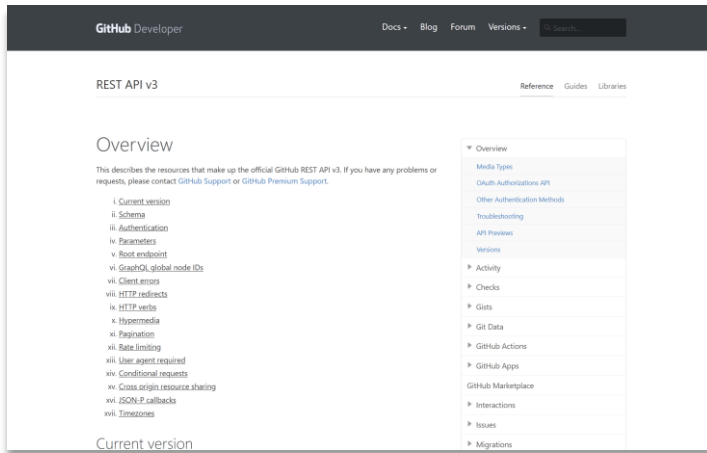 GitHub Developer
Docs Blog Forum Versions Search...
REST API v3
Reference Guides Libraries
Overview
This describes the resources that make up the official GitHub REST API v3. If you have any problems or
requests, please contact GitHub Support or GitHub Premium Support.
i. Current version
ii. Schema
iii. Authentication
iv. Parameters
v. Root endpoint
vi. GraphQL global node IDs
vii. Client errors
viii. HTTP redirects
ix. HTTP verbs
x. Hypermedia
xi. Pagination
xii. Rate limiting
xiii. User agent required
xiv. Conditional requests
xv. Cross origin resource sharing
xvi. JSON-P callbacks
xvii. Timezones
Current version
Overview
Media Types
OAuth Authorizations API
Other Authentication Methods
Troubleshooting
API Previews
Versions
Activity
Checks
Gists
Git Data
GitHub Actions
GitHub Apps
GitHub Marketplace
Interactions
Issues
Migrations